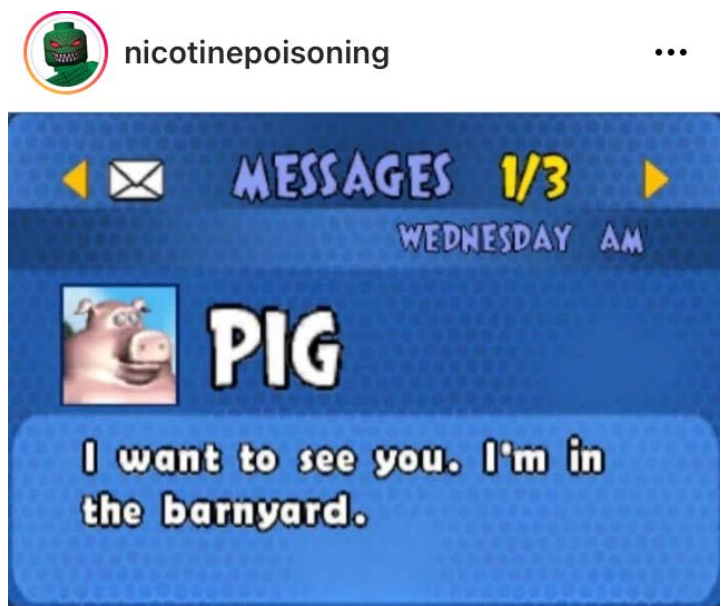 nicotinepoisoning
MESSAGES 1/3
WEDNESDAY AM
PIG
I want to see you. I'm in
the barnyard.